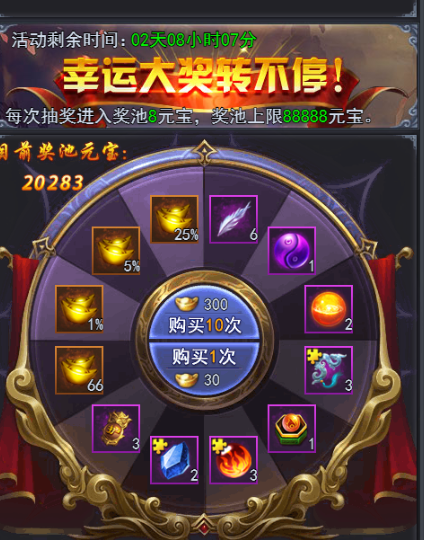 活动剩余时间：02天08小时07分
幸运大奖转不停！
每次抽奖进入奖池8元宝，奖池上限88888元宝。
目前奖池元宝：
20283
25%
6
5%
1
1%
300
购买10次
2
66
购买1次
30
3
3
1
2
3